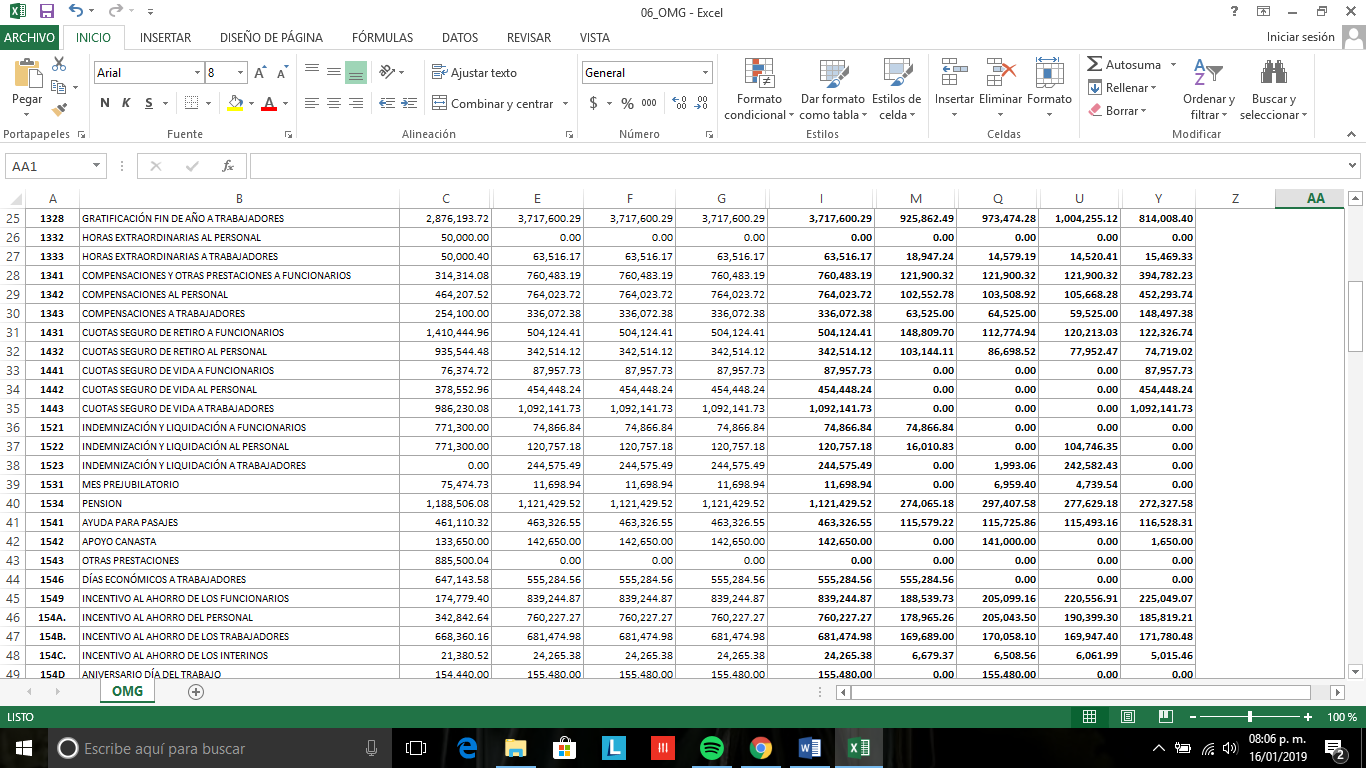 06_OMG - Excel
?
ARCHIVO INICIO INSERTAR DISEÑO DE PÁGINA FÓRMULAS DATOS REVISAR VISTA Iniciar sesión
Pegar
Arial 8 A A
N K S A
Ajustar texto
Combinar y centrar
General
$ % 000
Formato condicional
Dar formato como tabla
Estilos de celda
Insertar Eliminar Formato
Autosuma
Rellenar
Borrar
Ordenar y filtrar
Buscar y seleccionar
Portapapeles Fuente Alineación Número Estilos Celdas Modificar
AA1 fx
A B C E F G I M Q U Y Z AA
25 1328 GRATIFICACIÓN FIN DE AÑO A TRABAJADORES 2,876,193.72 3,717,600.29 3,717,600.29 3,717,600.29 3,717,600.29 925,862.49 973,474.28 1,004,255.12 814,008.40
26 1332 HORAS EXTRAORDINARIAS AL PERSONAL 50,000.00 0.00 0.00 0.00 0.00 0.00 0.00 0.00 0.00
27 1333 HORAS EXTRAORDINARIAS A TRABAJADORES 50,000.40 63,516.17 63,516.17 63,516.17 63,516.17 18,947.24 14,579.19 14,520.41 15,469.33
28 1341 COMPENSACIONES Y OTRAS PRESTACIONES A FUNCIONARIOS 314,314.08 760,483.19 760,483.19 760,483.19 760,483.19 121,900.32 121,900.32 121,900.32 394,782.23
29 1342 COMPENSACIONES AL PERSONAL 464,207.52 764,023.72 764,023.72 764,023.72 764,023.72 102,552.78 103,508.92 105,668.28 452,293.74
30 1343 COMPENSACIONES A TRABAJADORES 254,100.00 336,072.38 336,072.38 336,072.38 336,072.38 63,525.00 64,525.00 59,525.00 148,497.38
31 1431 CUOTAS SEGURO DE RETIRO A FUNCIONARIOS 1,410,444.96 504,124.41 504,124.41 504,124.41 504,124.41 148,809.70 112,774.94 120,213.03 122,326.74
32 1432 CUOTAS SEGURO DE RETIRO AL PERSONAL 935,544.48 342,514.12 342,514.12 342,514.12 342,514.12 103,144.11 86,698.52 77,952.47 74,719.02
33 1441 CUOTAS SEGURO DE VIDA A FUNCIONARIOS 76,374.72 87,957.73 87,957.73 87,957.73 87,957.73 0.00 0.00 0.00 87,957.73
34 1442 CUOTAS SEGURO DE VIDA AL PERSONAL 378,552.96 454,448.24 454,448.24 454,448.24 454,448.24 0.00 0.00 0.00 454,448.24
35 1443 CUOTAS SEGURO DE VIDA A TRABAJADORES 986,230.08 1,092,141.73 1,092,141.73 1,092,141.73 1,092,141.73 0.00 0.00 0.00 1,092,141.73
36 1521 INDEMNIZACIÓN Y LIQUIDACIÓN A FUNCIONARIOS 771,300.00 74,866.84 74,866.84 74,866.84 74,866.84 74,866.84 0.00 0.00 0.00
37 1522 INDEMNIZACIÓN Y LIQUIDACIÓN AL PERSONAL 771,300.00 120,757.18 120,757.18 120,757.18 120,757.18 16,010.83 0.00 104,746.35 0.00
38 1523 INDEMNIZACIÓN Y LIQUIDACIÓN A TRABAJADORES 0.00 244,575.49 244,575.49 244,575.49 244,575.49 0.00 1,993.06 242,582.43 0.00
39 1531 MES PREJUBILATORIO 75,474.73 11,698.94 11,698.94 11,698.94 11,698.94 0.00 6,959.40 4,739.54 0.00
40 1534 PENSION 1,188,506.08 1,121,429.52 1,121,429.52 1,121,429.52 1,121,429.52 274,065.18 297,407.58 277,629.18 272,327.58
41 1541 AYUDA PARA PASAJES 461,110.32 463,326.55 463,326.55 463,326.55 463,326.55 115,579.22 115,725.86 115,493.16 116,528.31
42 1542 APOYO CANASTA 133,650.00 142,650.00 142,650.00 142,650.00 142,650.00 0.00 141,000.00 0.00 1,650.00
43 1543 OTRAS PRESTACIONES 885,500.04 0.00 0.00 0.00 0.00 0.00 0.00 0.00 0.00
44 1546 DÍAS ECONÓMICOS A TRABAJADORES 647,143.58 555,284.56 555,284.56 555,284.56 555,284.56 555,284.56 0.00 0.00 0.00
45 1549 INCENTIVO AL AHORRO DE LOS FUNCIONARIOS 174,779.40 839,244.87 839,244.87 839,244.87 839,244.87 188,539.73 205,099.16 220,556.91 225,049.07
46 154A. INCENTIVO AL AHORRO DEL PERSONAL 342,842.64 760,227.27 760,227.27 760,227.27 760,227.27 178,965.26 205,043.50 190,399.30 185,819.21
47 154B. INCENTIVO AL AHORRO DE LOS TRABAJADORES 668,360.16 681,474.98 681,474.98 681,474.98 681,474.98 169,689.00 170,058.10 169,947.40 171,780.48
48 154C. INCENTIVO AL AHORRO DE LOS INTERINOS 21,380.52 24,265.38 24,265.38 24,265.38 24,265.38 6,679.37 6,508.56 6,061.99 5,015.46
49 154D ANIVERSARIO DÍA DEL TRABAJO 154,440.00 155,480.00 155,480.00 155,480.00 155,480.00 0.00 155,480.00 0.00 0.00
OMG
LISTO 100 %
Escribe aquí para buscar
08:06 p. m.
16/01/2019
2